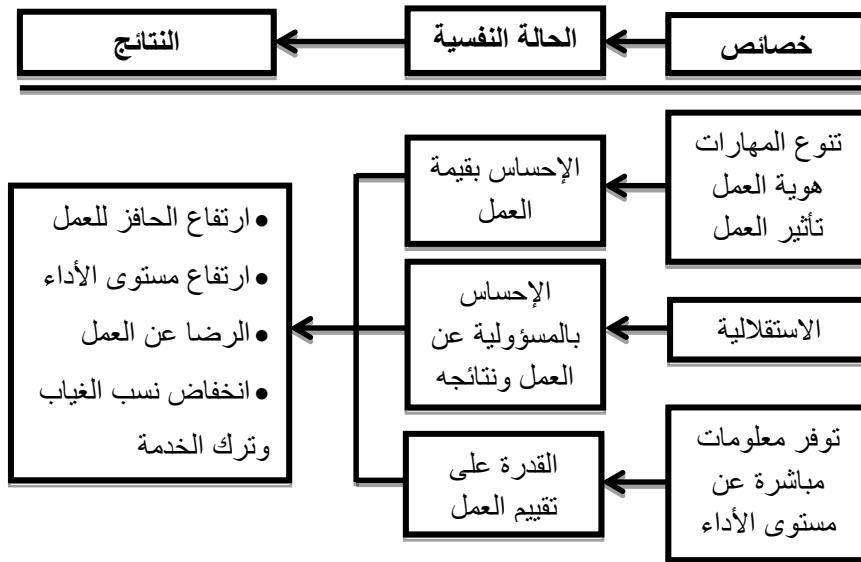 خصائص
الحالة النفسية
النتائج
تنوع المهارات
هوية العمل
تأثير العمل
الإحساس بقيمة
العمل
الاستقلالية
الإحساس
بالمسؤولية عن
العمل ونتائجه
توفر معلومات
مباشرة عن
مستوى الأداء
القدرة على
تقييم العمل
• ارتفاع الحافز للعمل
• ارتفاع مستوى الأداء
• الرضا عن العمل
• انخفاض نسب الغياب
وترك الخدمة